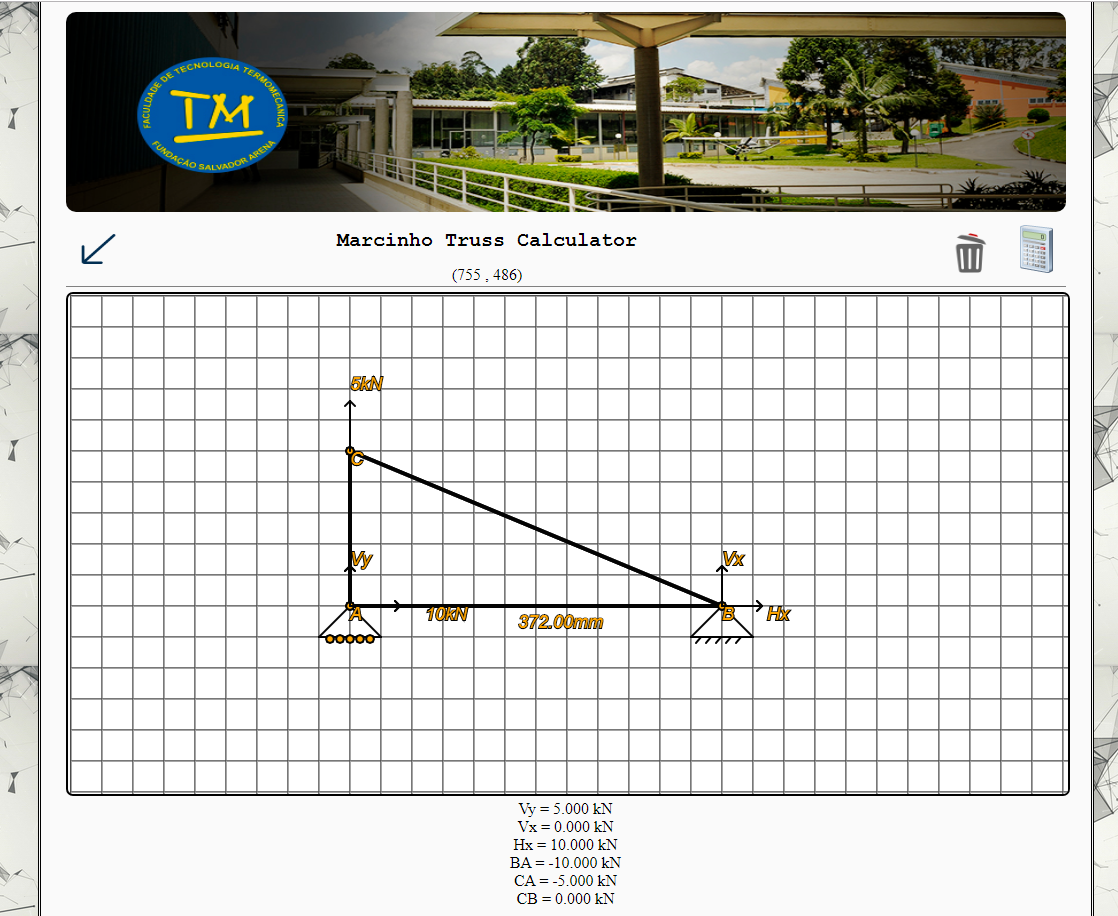 FACULDADE DE TECNOLOGIA TERMOMECANICA
TM
FUNDAÇÃO SALVADOR ARENA
Marcinho Truss Calculator
(755 , 486)
5kN
C
Vy
Vx
A
10kN
B
Hx
372.00mm
Vy = 5.000 kN
Vx = 0.000 kN
Hx = 10.000 kN
BA = -10.000 kN
CA = -5.000 kN
CB = 0.000 kN